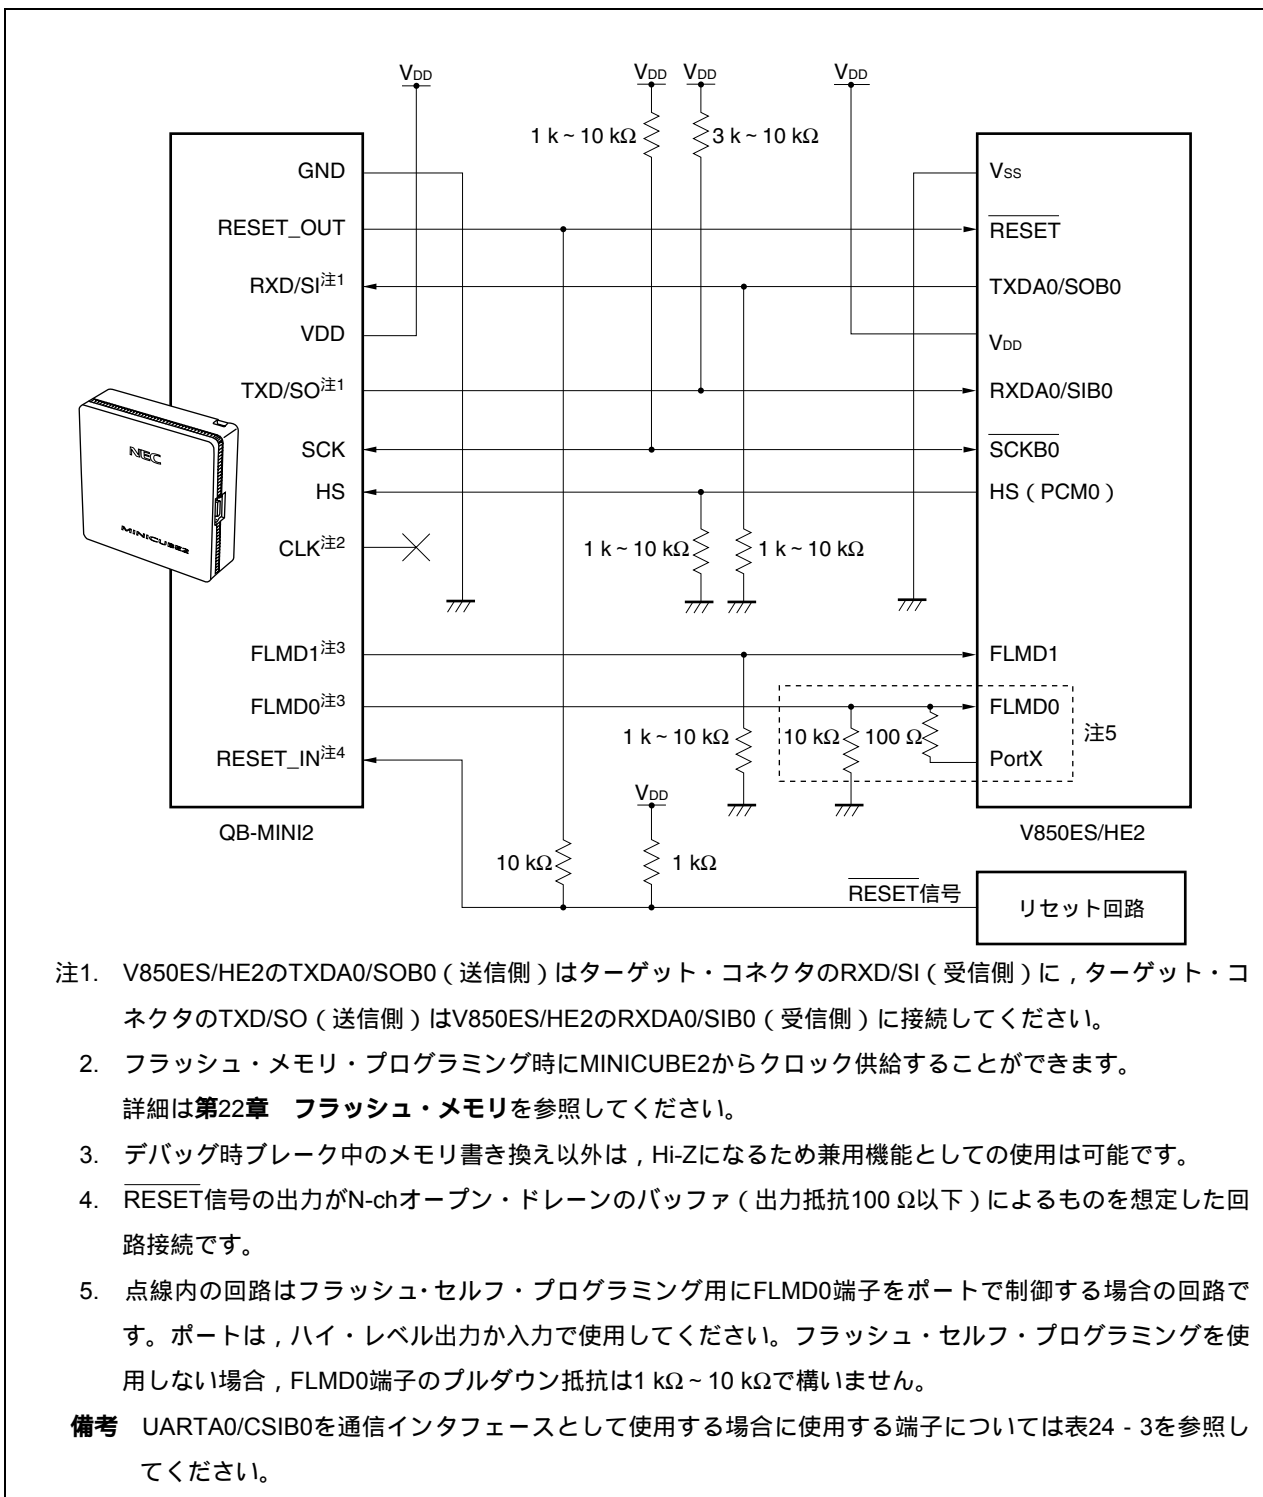 VDD VDD VDD VDD
1 k ~ 10 kΩ 3 k ~ 10 kΩ
GND VSS
RESET_OUT RESET
RXD/SI注1 TXDA0/SOB0
VDD VDD
TXD/SO注1 RXDA0/SIB0
SCK SCKB0
NEC
HS HS（PCM0）
MINICUBE2
CLK注2 1 k ~ 10 kΩ 1 k ~ 10 kΩ
FLMD1注3 FLMD1
FLMD0注3 FLMD0
1 k ~ 10 kΩ 10 kΩ 100 Ω 注5
RESET_IN注4 PortX
VDD
QB-MINI2 V850ES/HE2
10 kΩ 1 kΩ
RESET信号 リセット回路
注1. V850ES/HE2のTXDA0/SOB0（送信側）はターゲット・コネクタのRXD/SI（受信側）に，ターゲット・コ
ネクタのTXD/SO（送信側）はV850ES/HE2のRXDA0/SIB0（受信側）に接続してください。
2. フラッシュ・メモリ・プログラミング時にMINICUBE2からクロック供給することができます。
詳細は第22章 フラッシュ・メモリを参照してください。
3. デバッグ時ブレーク中のメモリ書き換え以外は，Hi-Zになるため兼用機能としての使用は可能です。
4. RESET信号の出力がN-chオープン・ドレーンのバッファ（出力抵抗100 Ω以下）によるものを想定した回
路接続です。
5. 点線内の回路はフラッシュ・セルフ・プログラミング用にFLMD0端子をポートで制御する場合の回路で
す。ポートは，ハイ・レベル出力か入力で使用してください。フラッシュ・セルフ・プログラミングを使
用しない場合，FLMD0端子のプルダウン抵抗は1 kΩ ~ 10 kΩで構いません。
備考 UARTA0/CSIB0を通信インタフェースとして使用する場合に使用する端子については表24 - 3を参照し
てください。